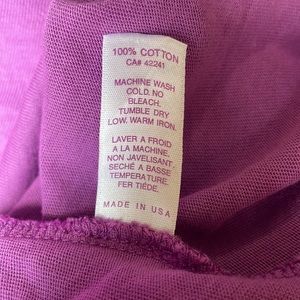 100% COTTON
CA# 42241
MACHINE WASH
COLD. NO
BLEACH.
TUMBLE DRY
LOW. WARM IRON.
LAVER A FROID
A LA MACHINE.
NON JAVELISANT.
SECHÉ A BASSE
TEMPERATURE.
FER TIÉDE.
MADE IN USA